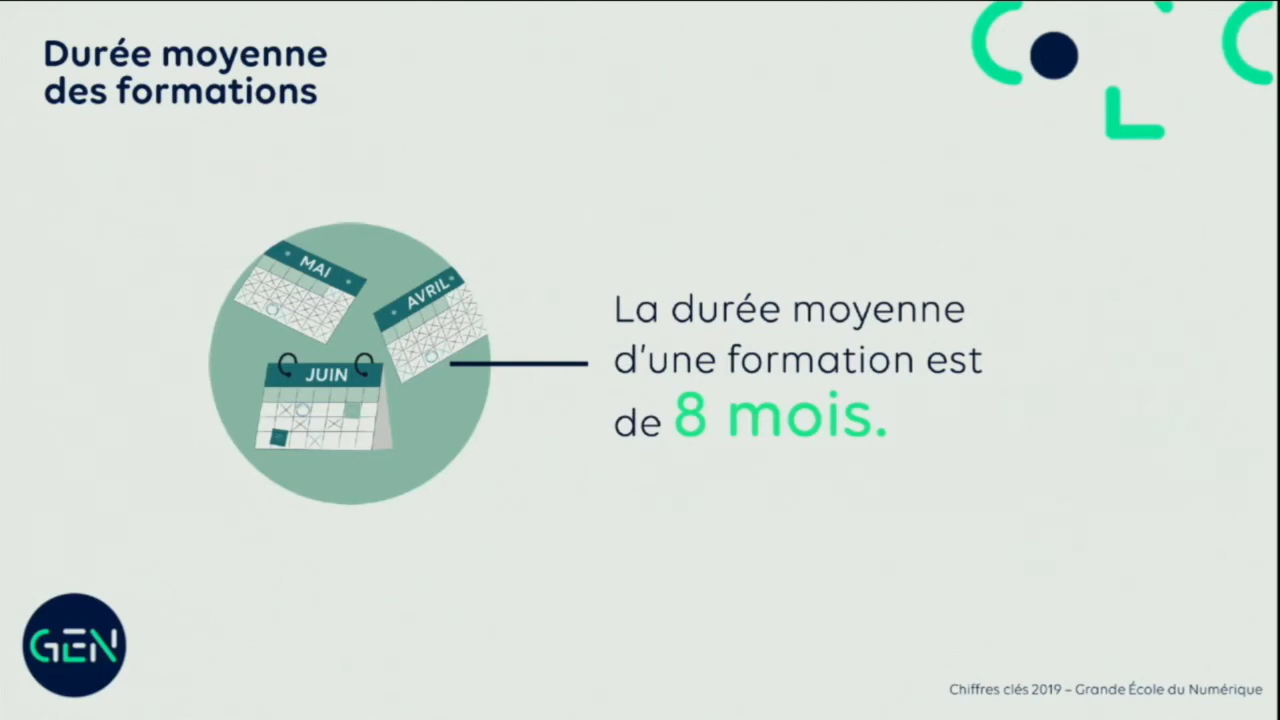 Durée moyenne
des formations
MAI
AVRIL
JUIN
La durée moyenne
d'une formation est
de 8 mois.
GEN
Chiffres clés 2019 – Grande École du Numérique